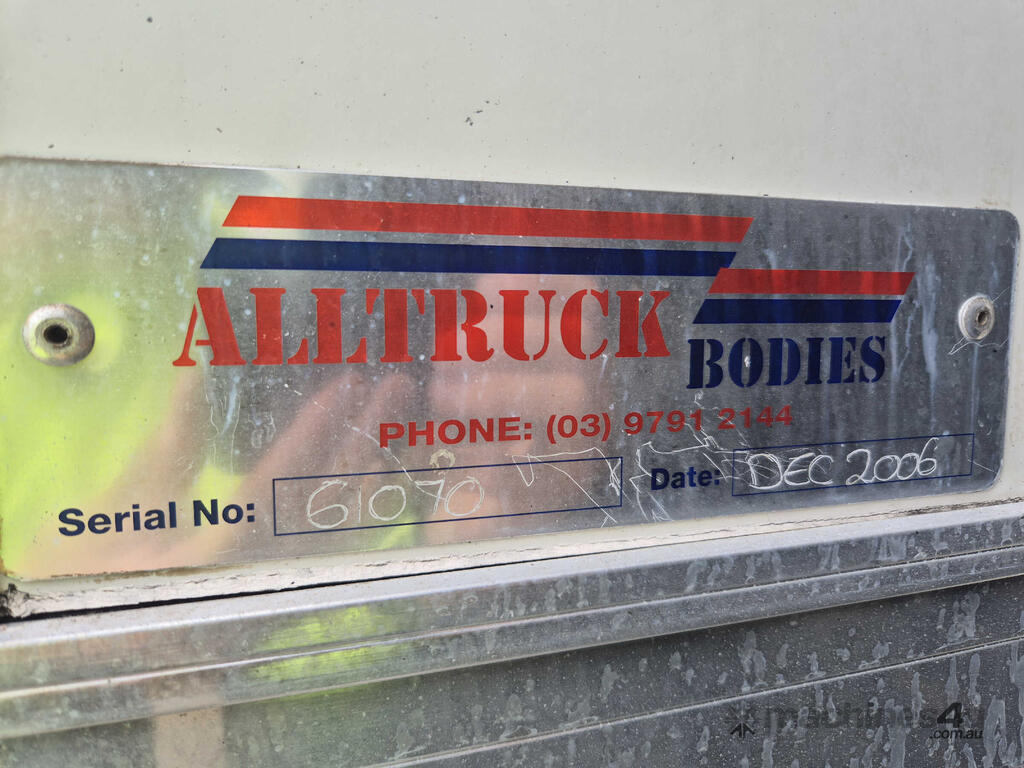 ALLTRUCK
BODIES
PHONE: (03) 9791 2144
Serial No: 61070
Date: DEC 2006
machines4u
.com.au